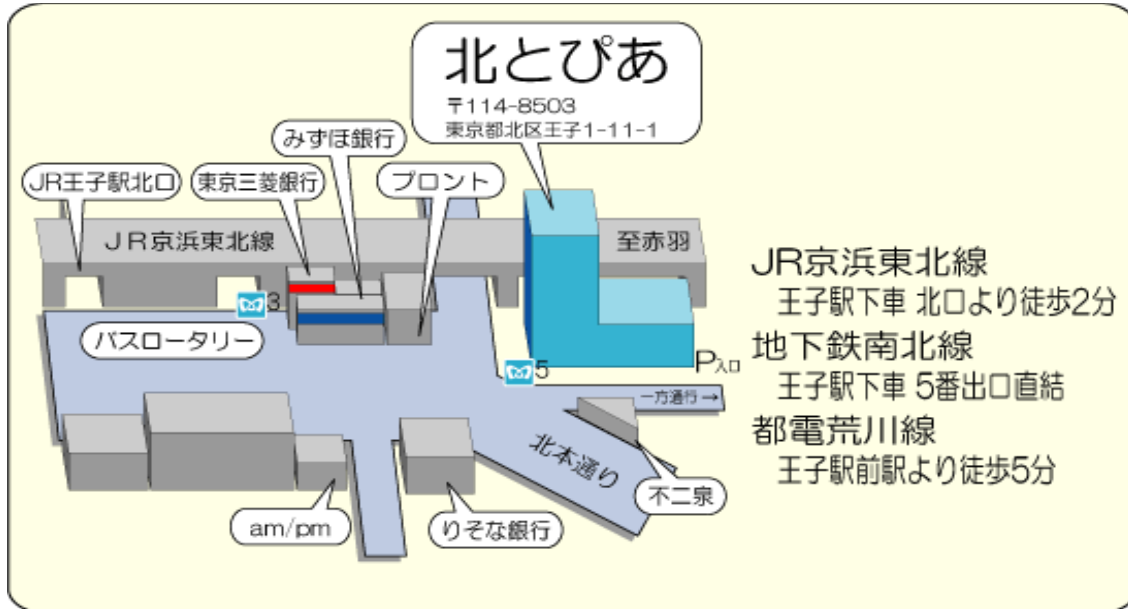 北とぴあ
〒114-8503
東京都北区王子1-11-1
みずほ銀行
JR王子駅北口
東京三菱銀行
プロント
JR京浜東北線
至赤羽
3
バスロータリー
5
P入口
一方通行→
北本通り
不二泉
am/pm
りそな銀行
JR京浜東北線
王子駅下車 北口より徒歩2分
地下鉄南北線
王子駅下車 5番出口直結
都電荒川線
王子駅前駅より徒歩5分